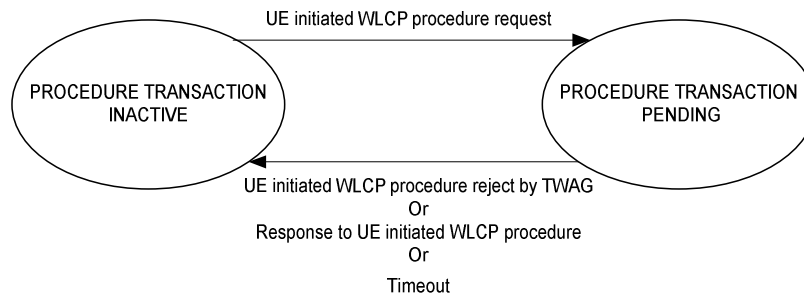 UE initiated WLCP procedure request
PROCEDURE TRANSACTION
INACTIVE
PROCEDURE TRANSACTION
PENDING
UE initiated WLCP procedure reject by TWAG
Or
Response to UE initiated WLCP procedure
Or
Timeout